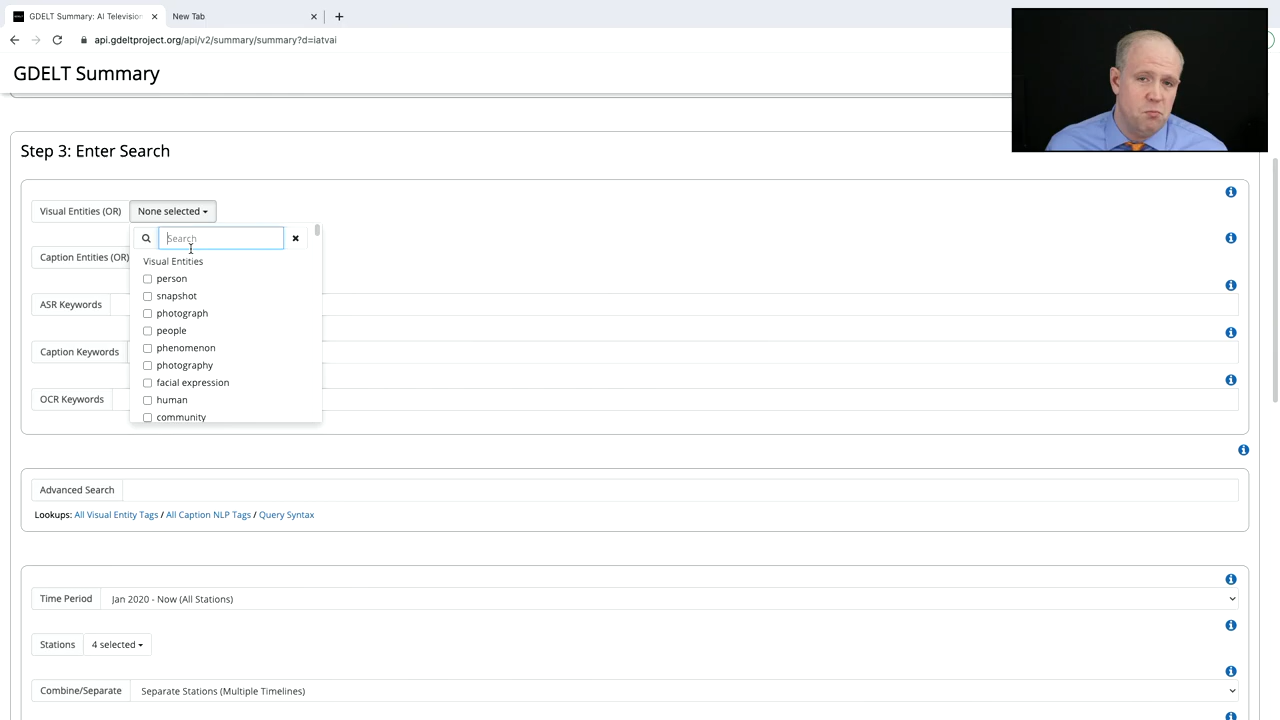 GDELT Summary: AI Television
New Tab
api.gdeltproject.org/api/v2/summary/summary?d=iatvai
GDELT Summary
Step 3: Enter Search
Visual Entities (OR) None selected
Search
Caption Entities (OR)
Visual Entities
person
snapshot
ASR Keywords
photograph
people
phenomenon
Caption Keywords
photography
facial expression
human
OCR Keywords
community
Advanced Search
Lookups: All Visual Entity Tags / All Caption NLP Tags / Query Syntax
Time Period Jan 2020 - Now (All Stations)
Stations 4 selected
Combine/Separate Separate Stations (Multiple Timelines)